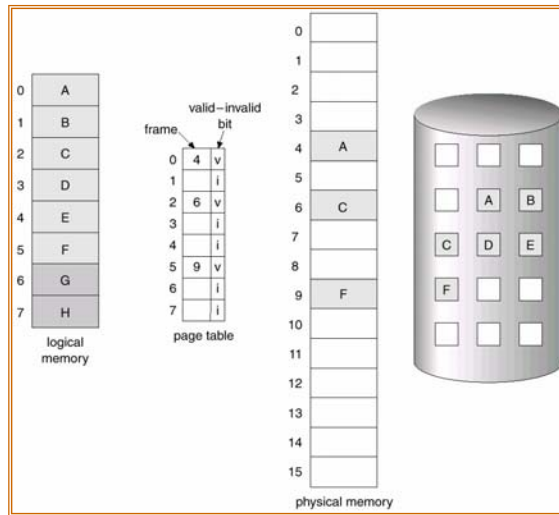 0 A
1 B
2 C
3 D
4 E
5 F
6 G
7 H
logical
memory
valid–invalid
bit
frame
0 4 v
1 i
2 6 v
3 i
4 i
5 9 v
6 i
7 i
page table
0
1
2
3
4 A
5
6 C
7
8
9 F
10
11
12
13
14
15
physical memory
A B
C D E
F